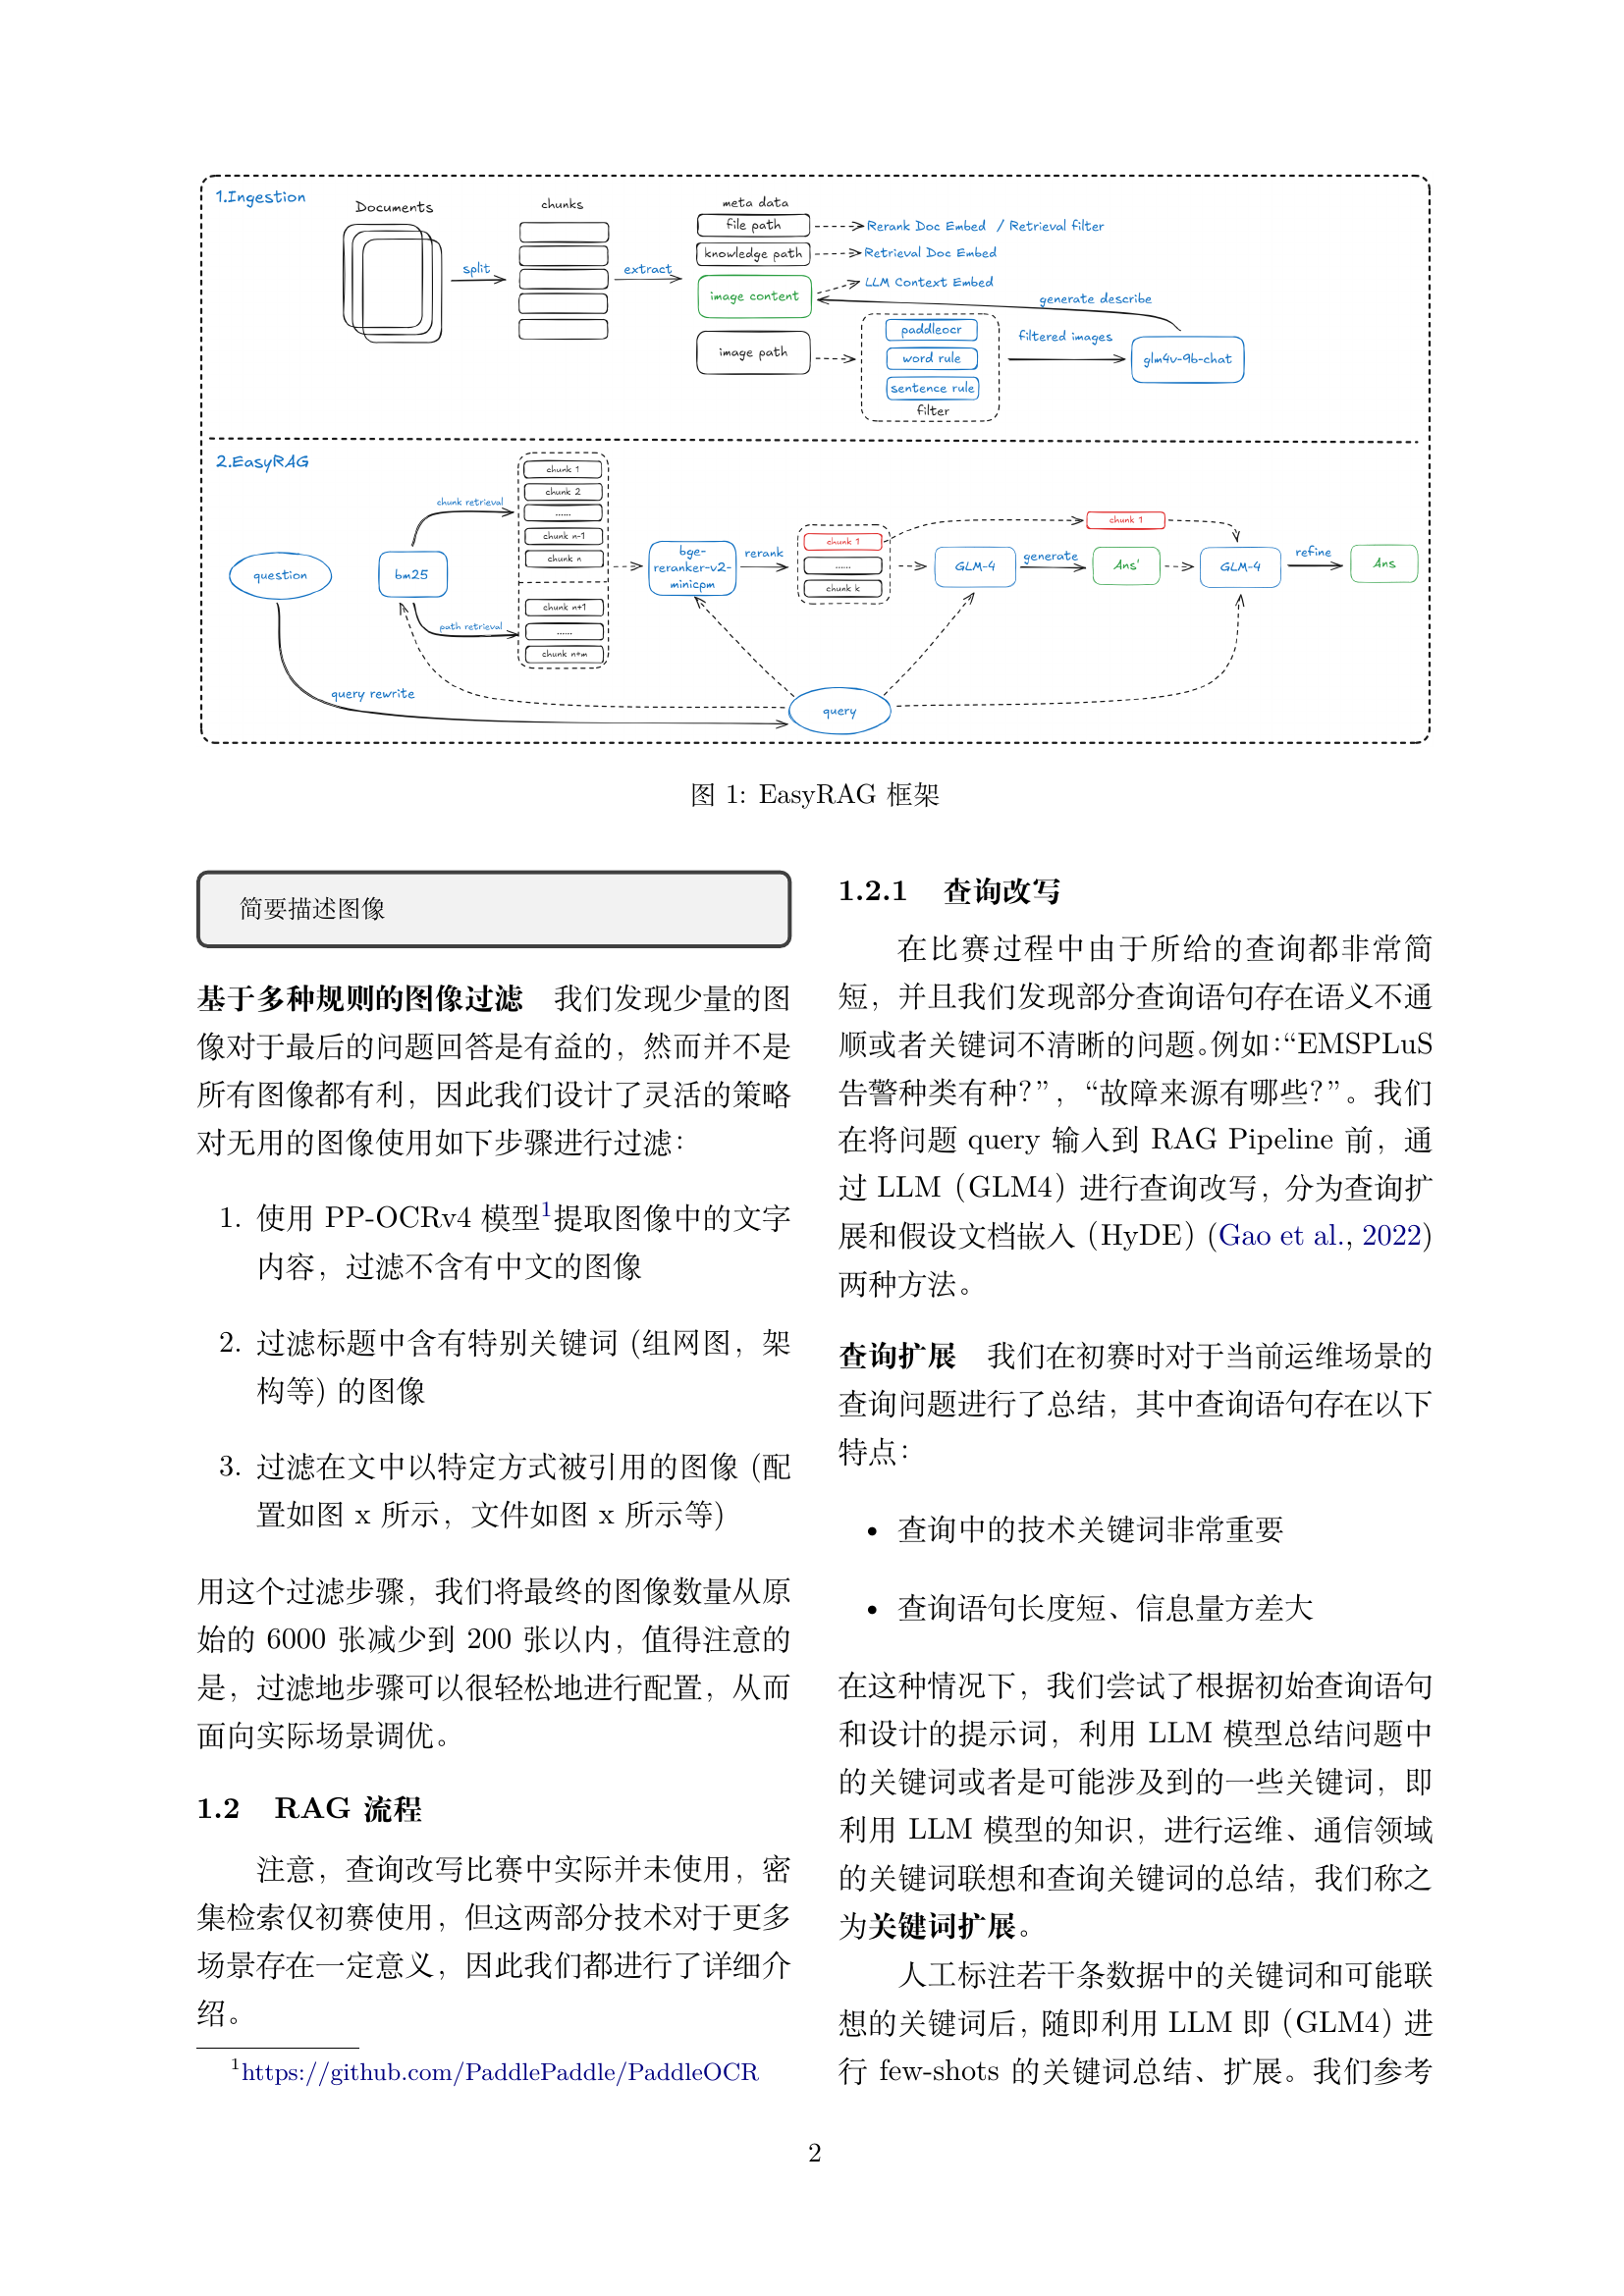 1.Ingestion
Documents
split
chunks
extract
meta data
file path
Rerank Doc Embed / Retrieval filter
knowledge path
Retrieval Doc Embed
image content
LLM Context Embed
generate describe
image path
paddleocr
word rule
sentence rule
filter
filtered images
glm4v-9b-chat
2.EasyRAG
question
bm25
chunk retrieval
path retrieval
query rewrite
chunk 1
chunk 2
......
chunk n-1
chunk n
chunk n+1
......
chunk n+m
bge-
reranker-v2-
minicpm
rerank
chunk 1
......
chunk k
GLM-4
generate
chunk 1
Ans'
GLM-4
refine
Ans
query
图 1: EasyRAG 框架
简要描述图像
基于多种规则的图像过滤 我们发现少量的图
像对于最后的问题回答是有益的，然而并不是
所有图像都有利，因此我们设计了灵活的策略
对无用的图像使用如下步骤进行过滤：
1. 使用 PP-OCRv4 模型1提取图像中的文字
内容，过滤不含有中文的图像
2. 过滤标题中含有特别关键词 (组网图，架
构等) 的图像
3. 过滤在文中以特定方式被引用的图像 (配
置如图 x 所示，文件如图 x 所示等)
用这个过滤步骤，我们将最终的图像数量从原
始的 6000 张减少到 200 张以内，值得注意的
是，过滤地步骤可以很轻松地进行配置，从而
面向实际场景调优。
1.2 RAG 流程
注意，查询改写比赛中实际并未使用，密
集检索仅初赛使用，但这两部分技术对于更多
场景存在一定意义，因此我们都进行了详细介
绍。
1https://github.com/PaddlePaddle/PaddleOCR
1.2.1 查询改写
在比赛过程中由于所给的查询都非常简
短，并且我们发现部分查询语句存在语义不通
顺或者关键词不清晰的问题。例如：“EMSPLuS
告警种类有种？”，“故障来源有哪些？”。我们
在将问题 query 输入到 RAG Pipeline 前，通
过 LLM（GLM4）进行查询改写，分为查询扩
展和假设文档嵌入（HyDE）(Gao et al., 2022)
两种方法。
查询扩展 我们在初赛时对于当前运维场景的
查询问题进行了总结，其中查询语句存在以下
特点：
• 查询中的技术关键词非常重要
• 查询语句长度短、信息量方差大
在这种情况下，我们尝试了根据初始查询语句
和设计的提示词，利用 LLM 模型总结问题中
的关键词或者是可能涉及到的一些关键词，即
利用 LLM 模型的知识，进行运维、通信领域
的关键词联想和查询关键词的总结，我们称之
为关键词扩展。
人工标注若干条数据中的关键词和可能联
想的关键词后，随即利用 LLM 即（GLM4）进
行 few-shots 的关键词总结、扩展。我们参考
2